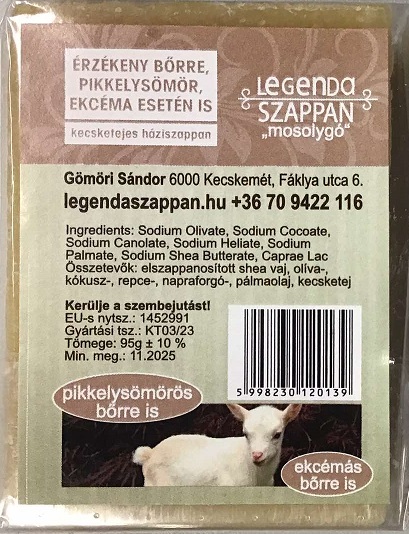 ÉRZÉKENY BŐRRE,
PIKKELYSÖMÖR,
EKCÉMA ESETÉN IS
kecsketejes háziszappan
LEGENDA
SZAPPAN
„mosolygó“
Gömöri Sándor 6000 Kecskemét, Fáklya utca 6.
legendaszappan.hu +36 70 9422 116
Ingredients: Sodium Olivate, Sodium Cocoate,
Sodium Canolate, Sodium Heliate, Sodium
Palmate, Sodium Shea Butterate, Caprae Lac
Összetevők: elszappanosított shea vaj, olíva-,
kókusz-, repce-, napraforgó-, pálmaolaj, kecsketej
Kerülje a szembejutást!
EU-s nytsz.: 1452991
Gyártási tsz.: KT03/23
Tömege: 95g ± 10 %
Min. meg.: 11.2025
5 998230 120139
pikkelysömörös
bőrre is
ekcémás
bőrre is